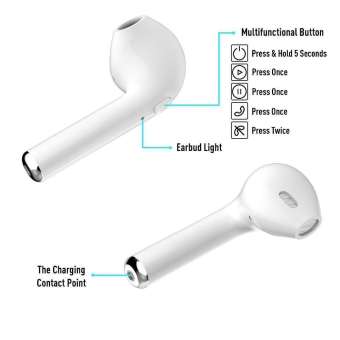 Multifunctional Button
Press & Hold 5 Seconds
Press Once
Press Once
Press Once
Press Twice
Earbud Light
The Charging
Contact Point